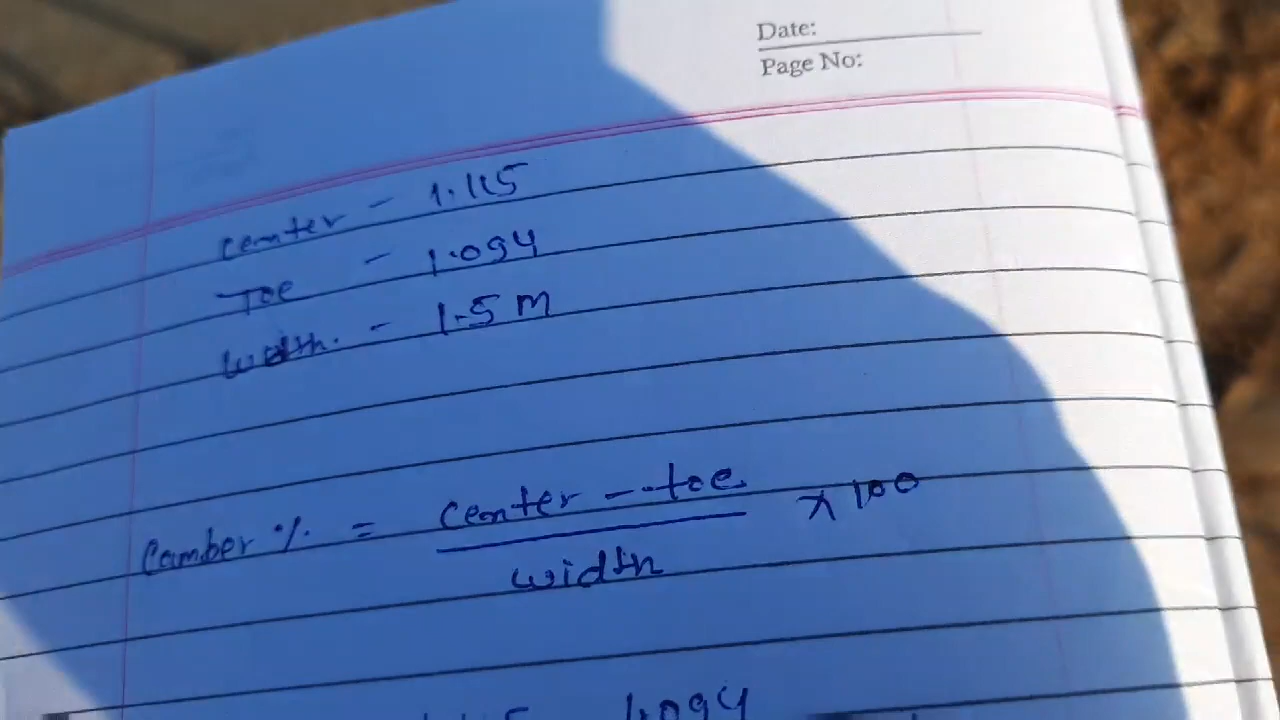 Date:
Page No:
Center - 1.115
Toe - 1.094
Width. - 1.5 m
Camber % = center - toe / width x 100
1.094